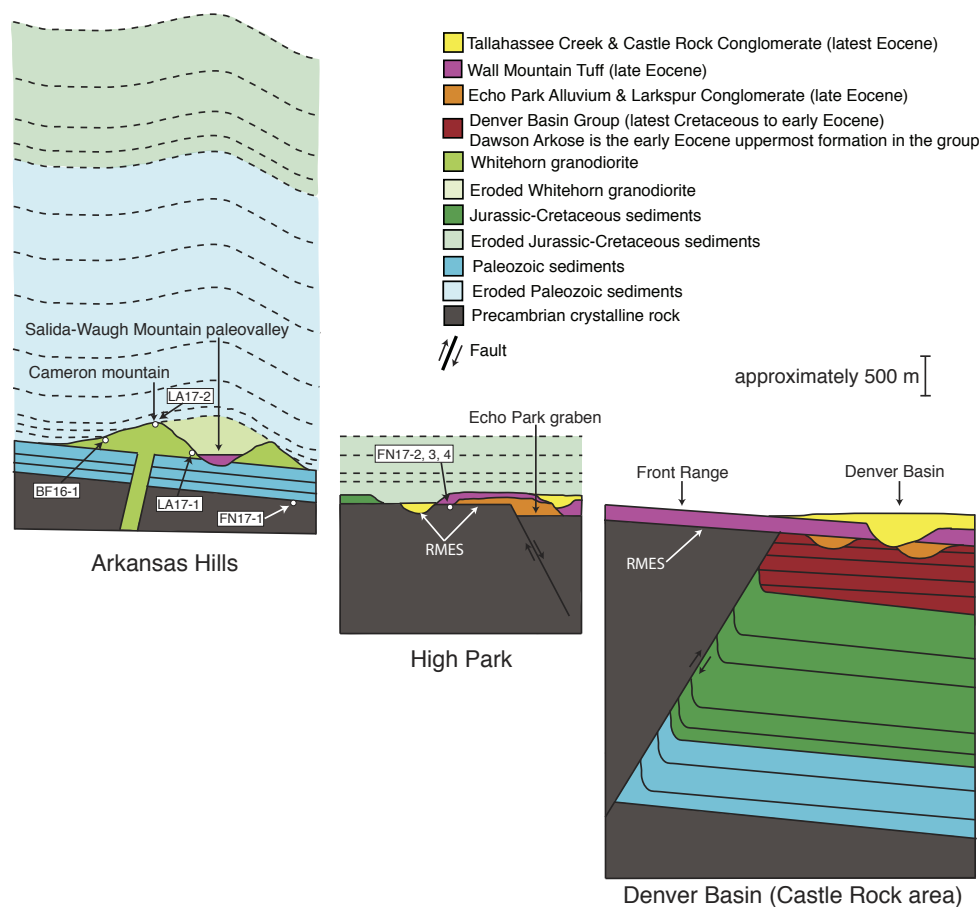 Tallahassee Creek & Castle Rock Conglomerate (latest Eocene)
Wall Mountain Tuff (late Eocene)
Echo Park Alluvium & Larkspur Conglomerate (late Eocene)
Denver Basin Group (latest Cretaceous to early Eocene)
Dawson Arkose is the early Eocene uppermost formation in the group
Whitehorn granodiorite
Eroded Whitehorn granodiorite
Jurassic-Cretaceous sediments
Eroded Jurassic-Cretaceous sediments
Paleozoic sediments
Eroded Paleozoic sediments
Precambrian crystalline rock
Fault
approximately 500 m
Salida-Waugh Mountain paleovalley
Cameron mountain
LA17-2
BF16-1
LA17-1
FN17-1
Arkansas Hills
Echo Park graben
FN17-2, 3, 4
RMES
High Park
Front Range
Denver Basin
RMES
Denver Basin (Castle Rock area)